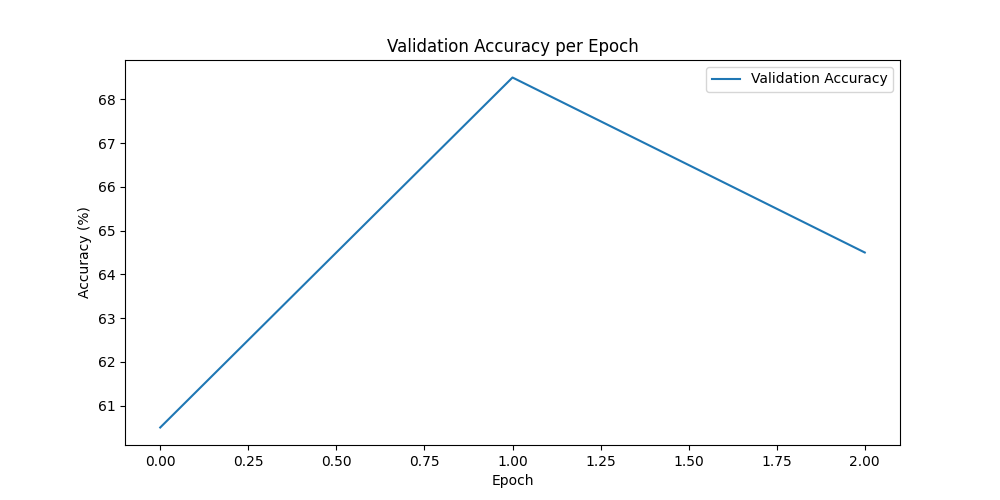 Validation Accuracy per Epoch
Validation Accuracy
68
67
66
65
64
63
62
61
Accuracy (%)
0.00 0.25 0.50 0.75 1.00 1.25 1.50 1.75 2.00
Epoch